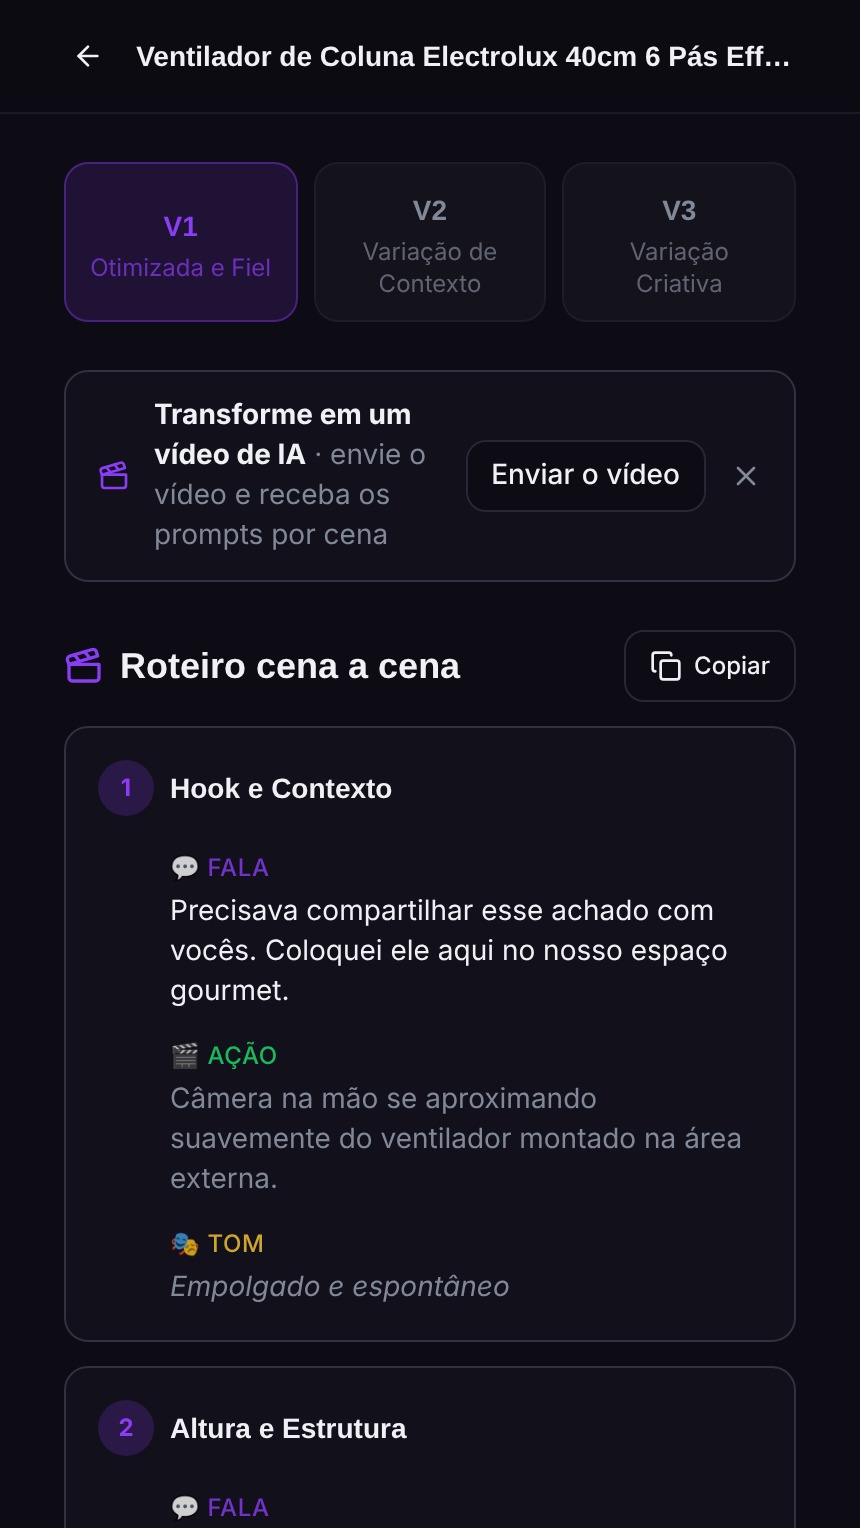 Ventilador de Coluna Electrolux 40cm 6 Pás Eff...
V1
Otimizada e Fiel
V2
Variação de
Contexto
V3
Variação
Criativa
Transforme em um
vídeo de IA · envie o
vídeo e receba os
prompts por cena
Enviar o vídeo
Roteiro cena a cena
Copiar
1
Hook e Contexto
💬 FALA
Precisava compartilhar esse achado com
vocês. Coloquei ele aqui no nosso espaço
gourmet.
🎬 AÇÃO
Câmera na mão se aproximando
suavemente do ventilador montado na área
externa.
🎭 TOM
Empolgado e espontâneo
2
Altura e Estrutura
💬 FALA